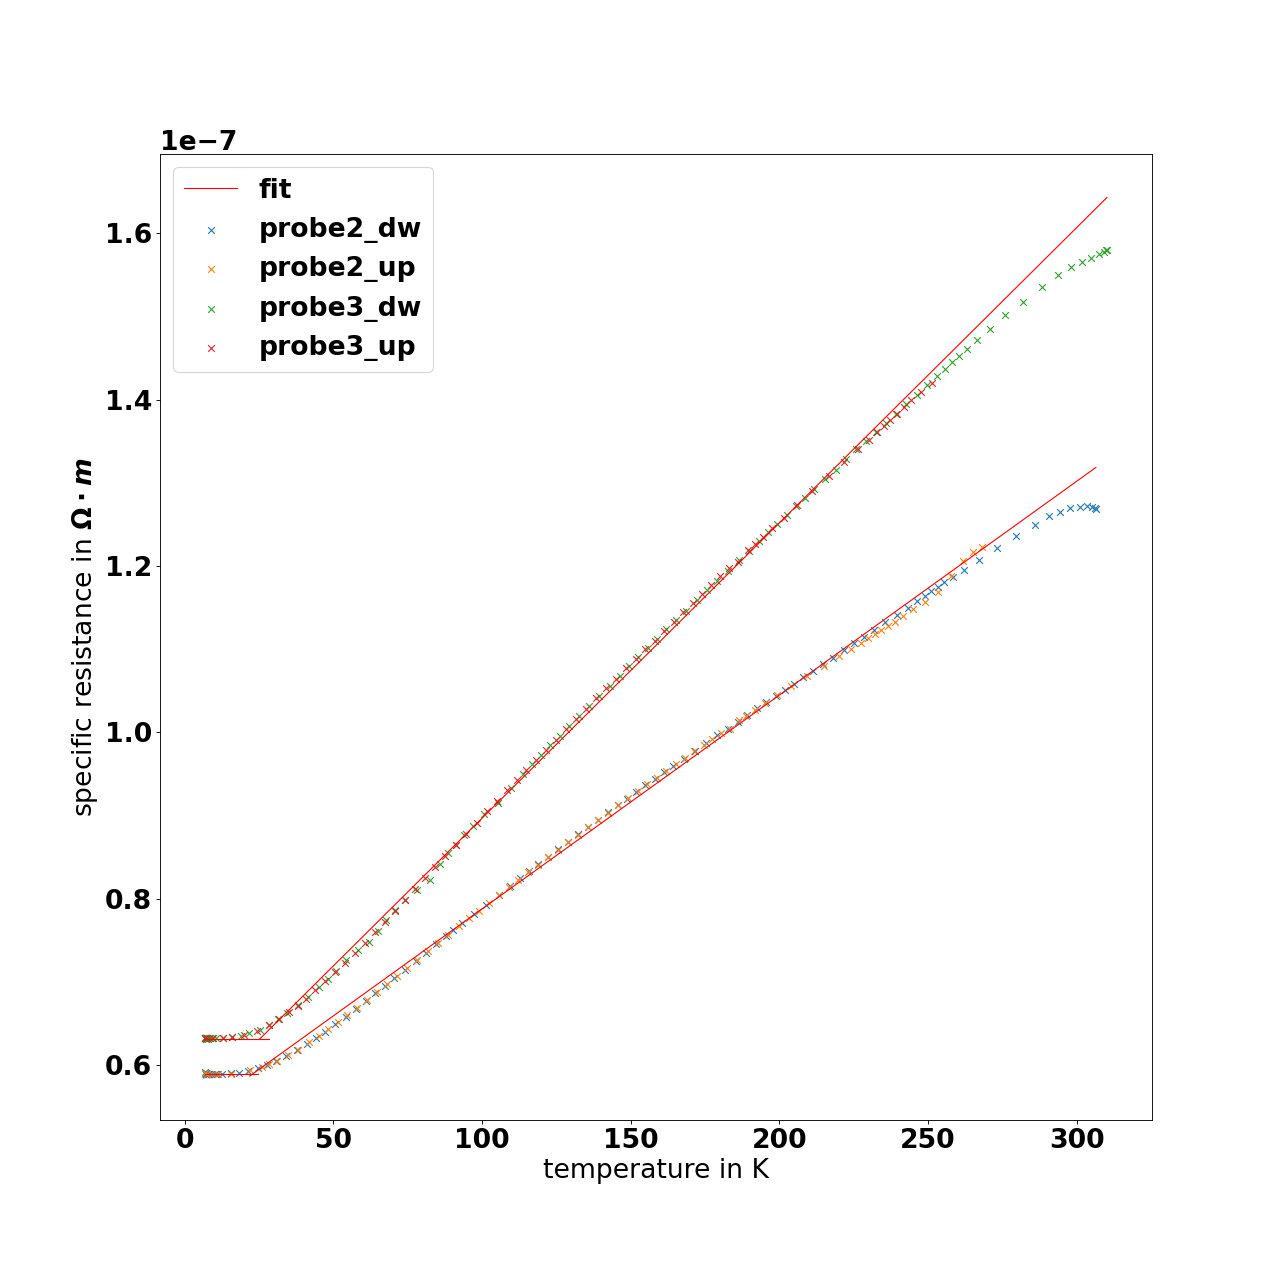 1e−7
fit
probe2_dw
probe2_up
probe3_dw
probe3_up
1.6
1.4
1.2
1.0
0.8
0.6
specific resistance in Ω · m
0 50 100 150 200 250 300
temperature in K